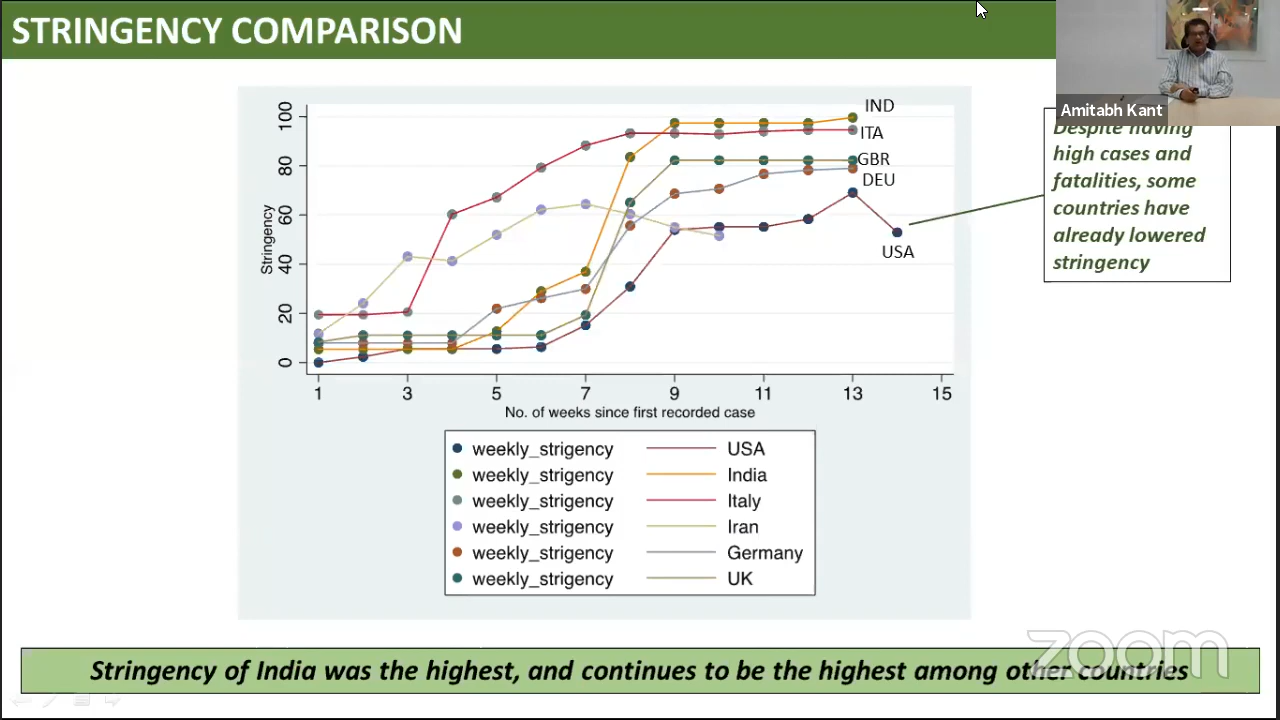 STRINGENCY COMPARISON
Amitabh Kant
Despite having
high cases and
fatalities, some
countries have
already lowered
stringency
100
80
60
40
20
0
Stringency
IND
ITA
GBR
DEU
USA
1 3 5 7 9 11 13 15
No. of weeks since first recorded case
weekly_strigency USA
weekly_strigency India
weekly_strigency Italy
weekly_strigency Iran
weekly_strigency Germany
weekly_strigency UK
zoom
Stringency of India was the highest, and continues to be the highest among other countries